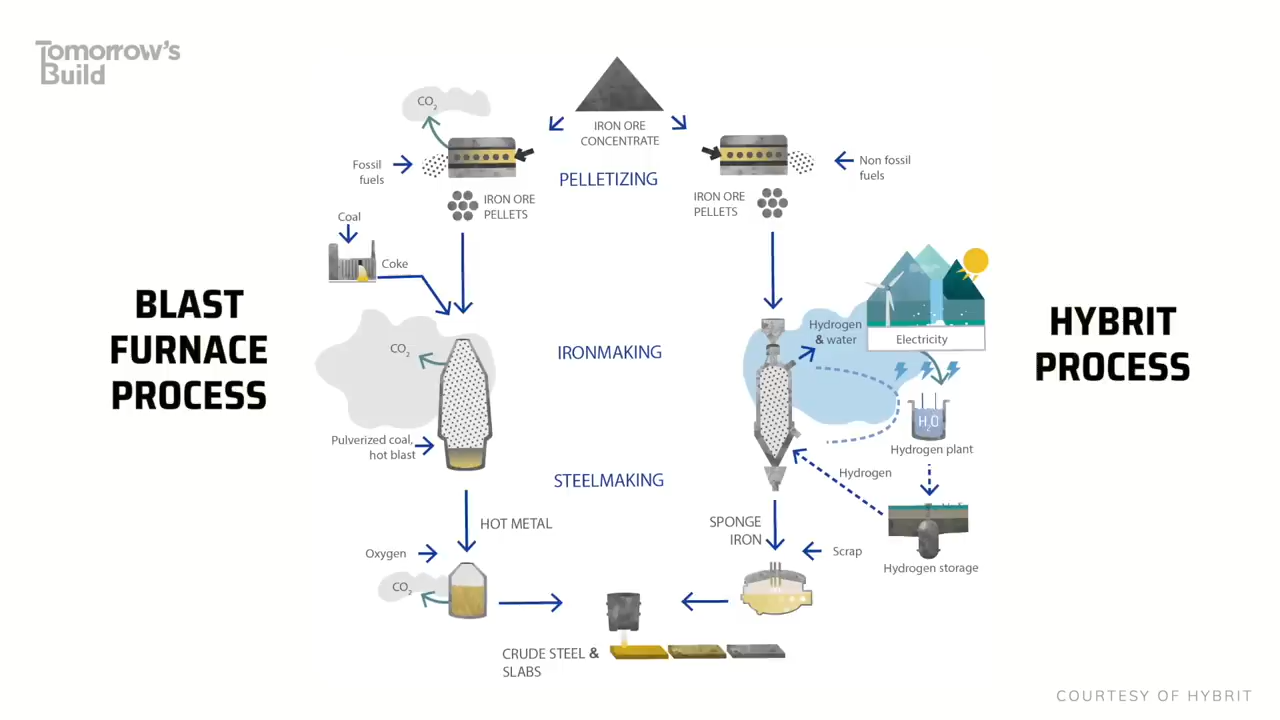 Tomorrow's
Build
CO2
IRON ORE
CONCENTRATE
Fossil
fuels
Non fossil
fuels
PELLETIZING
IRON ORE
PELLETS
IRON ORE
PELLETS
Coal
Coke
BLAST
FURNACE
PROCESS
HYBRIT
PROCESS
CO2
IRONMAKING
Hydrogen
& water
Electricity
H2O
Hydrogen plant
Pulverized coal,
hot blast
STEELMAKING
Hydrogen
HOT METAL
SPONGE
IRON
Oxygen
Scrap
Hydrogen storage
CO2
CRUDE STEEL &
SLABS
COURTESY OF HYBRIT